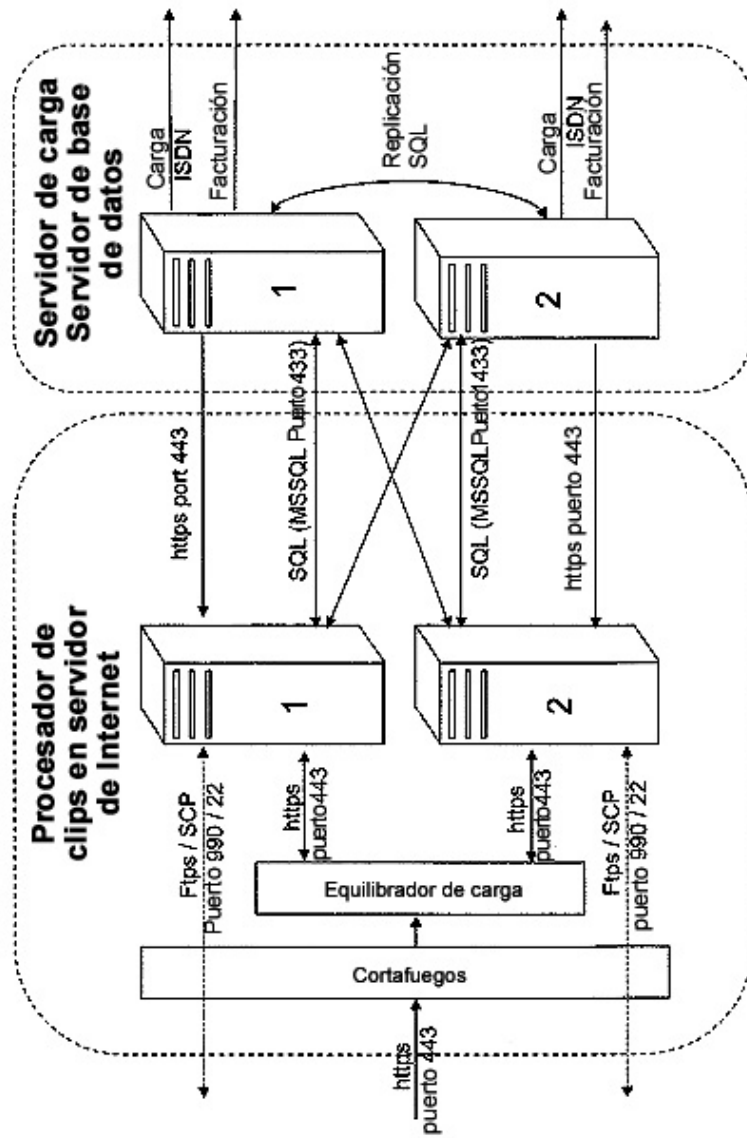 Procesador de
clips en servidor
de Internet
Servidor de carga
Servidor de base
de datos
https
puerto 443
Cortafuegos
Equilibrador de carga
Ftps / SCP
Puerto 990 / 22
https
puerto443
https
puerto443
Ftps / SCP
puerto 990 / 22
1
2
https port 443
SQL (MSSQL Puerto433)
SQL (MSSQLPuerto1433)
https puerto 443
1
2
Replicación
SQL
Carga
ISDN
Facturación
Carga
ISDN
Facturación